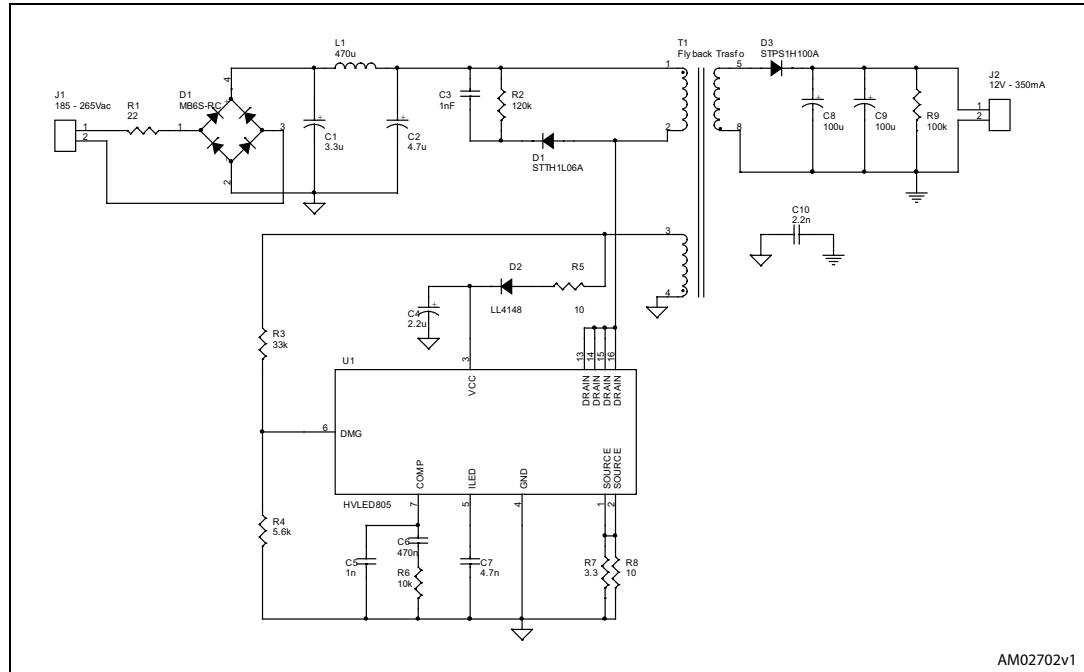 J1
185 - 265Vac
1
2
R1
22
D1
MB6S-RC
4
1
3
2
+
-
L1
470u
C1
3.3u
+
C2
4.7u
+
C3
1nF
R2
120k
D1
STTH1L06A
T1
Flyback Trasfo
1
2
5
8
3
4
D3
STPS1H100A
C8
100u
+
C9
100u
+
R9
100k
J2
12V - 350mA
1
2
C10
2.2n
D2
LL4148
R5
10
C4
2.2u
+
R3
33k
R4
5.6k
U1
HVLED805
3
VCC
13
14
15
16
DRAIN
DRAIN
DRAIN
DRAIN
6
DMG
COMP
ILED
GND
SOURCE
SOURCE
7
5
4
1
2
C5
1n
C6
470n
R6
10k
C7
4.7n
R7
3.3
R8
10
AM02702v1